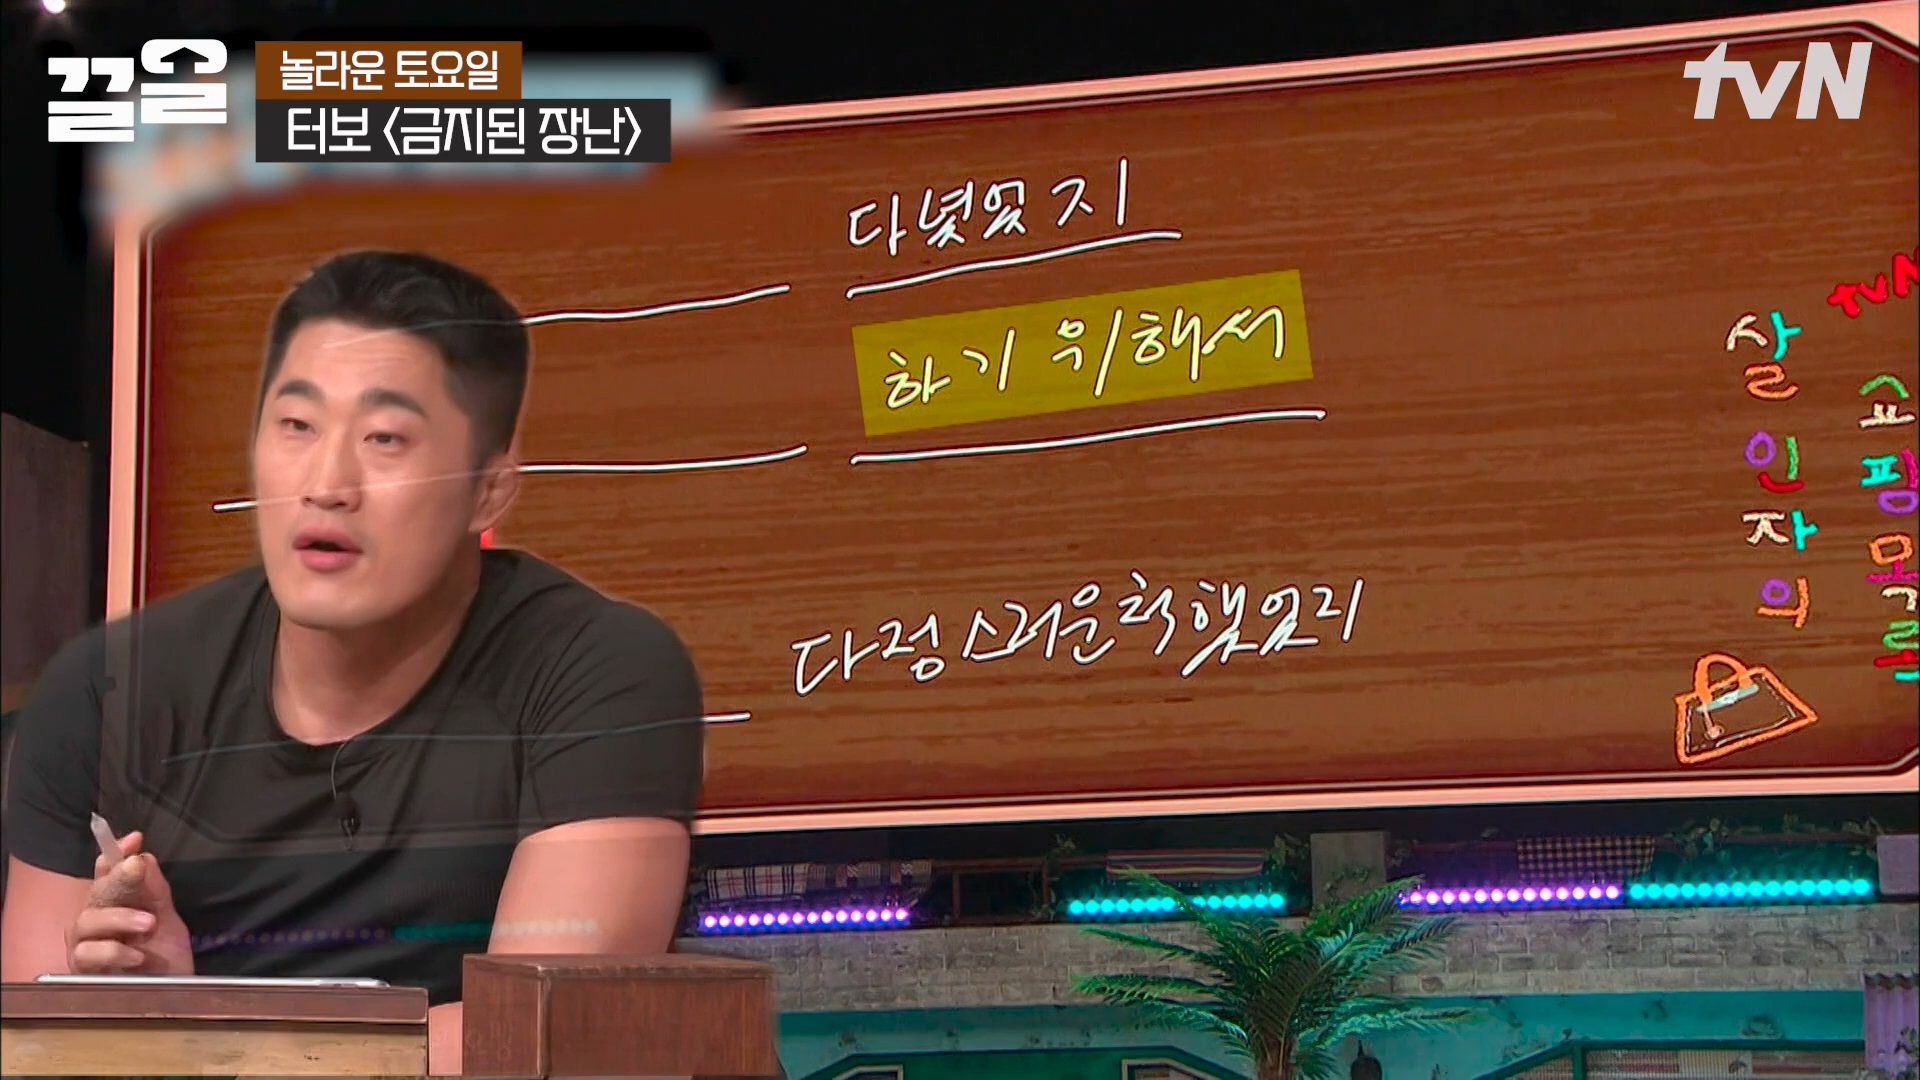 끌올
놀라운 토요일
터보 <금지된 장난>
tvN
다녔었지
하기 위해서
다정스러운척했었지
tvN
살인자의
쇼핑목록